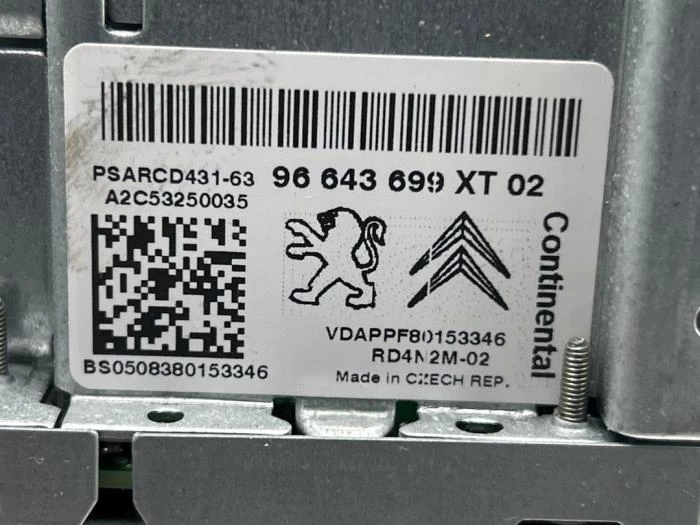 PSARCD431-63 96 643 699 XT 02
A2C53250035
Continental
VDAPPF80153346
RD4N2M-02
BS0508380153346
Made in CZECH REP.